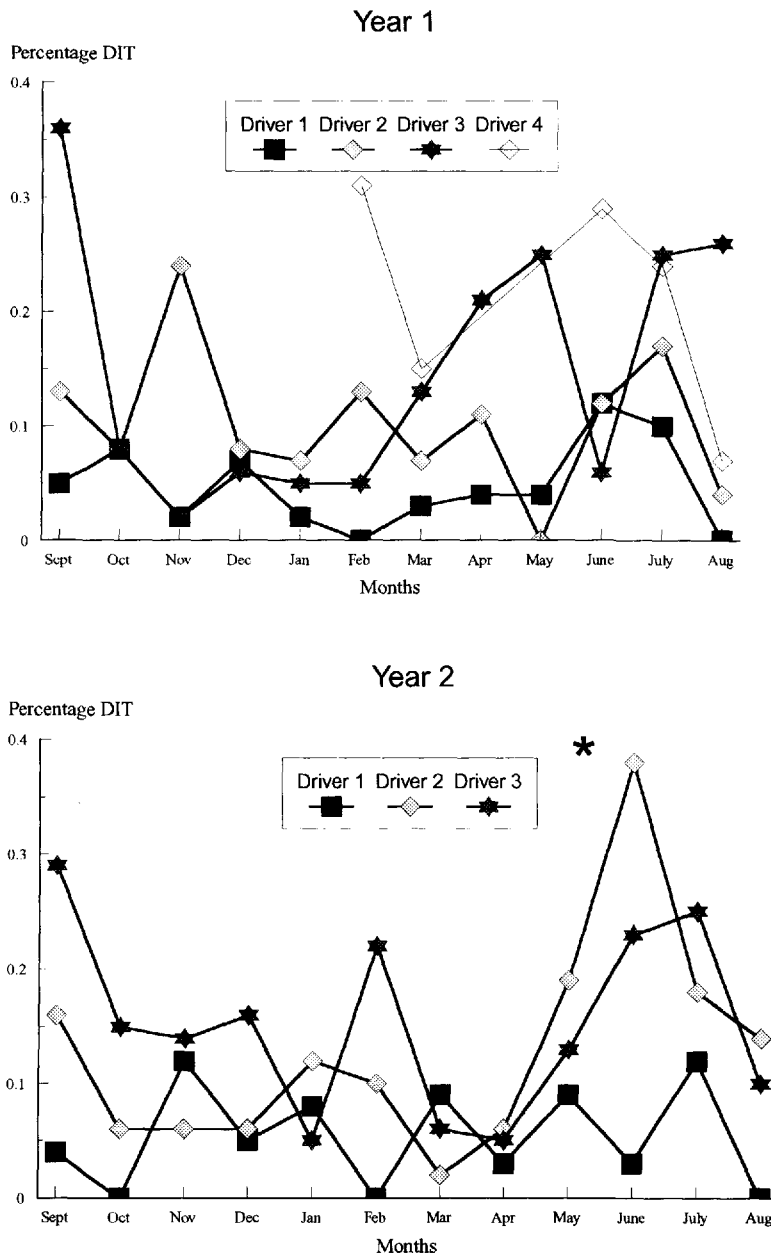 Year 1
Percentage DIT
0.4
Driver 1 Driver 2 Driver 3 Driver 4
0.3
0.2
0.1
0
Sept Oct Nov Dec Jan Feb Mar Apr May June July Aug
Months
Year 2
Percentage DIT
0.4
*
Driver 1 Driver 2 Driver 3
0.3
0.2
0.1
0
Sept Oct Nov Dec Jan Feb Mar Apr May June July Aug
Months